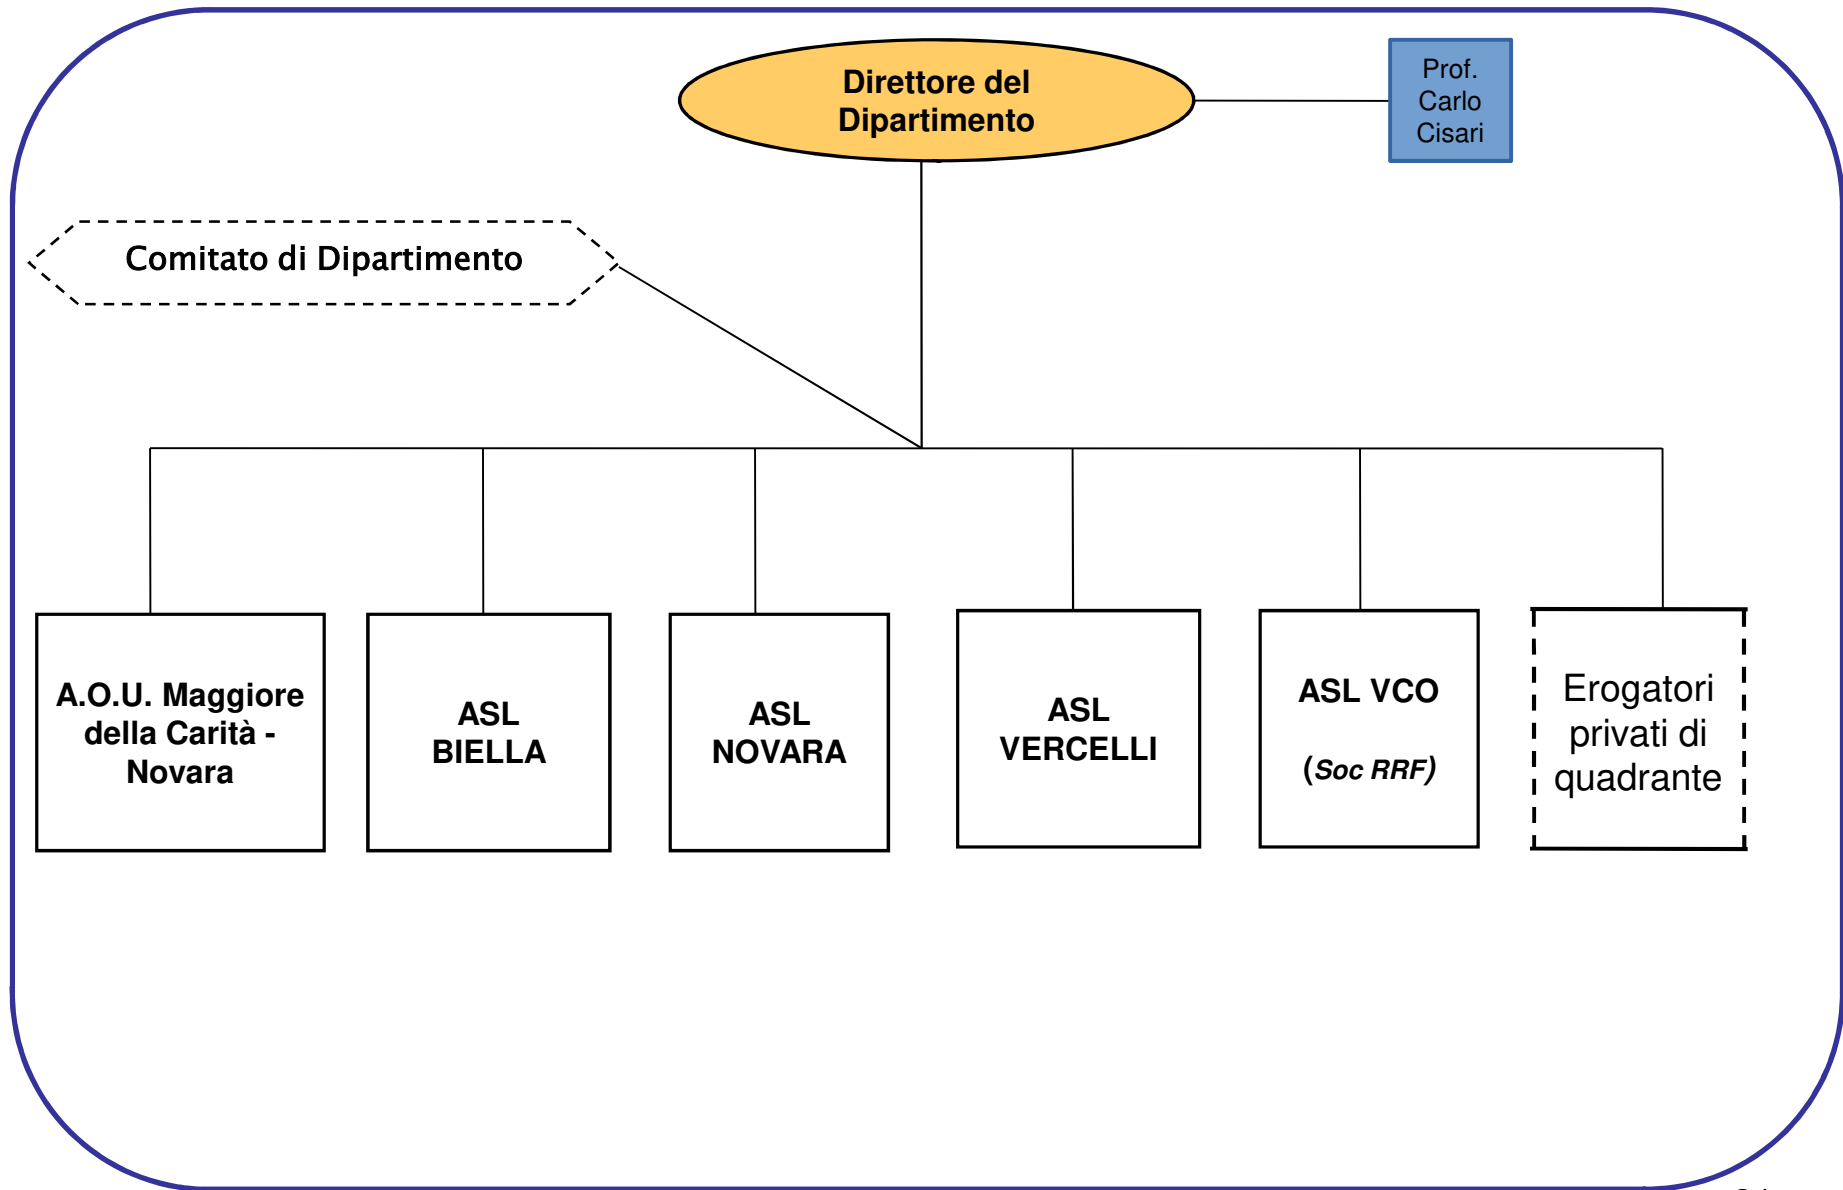 Direttore del
Dipartimento
Prof.
Carlo
Cisari
Comitato di Dipartimento
A.O.U. Maggiore
della Carità -
Novara
ASL
BIELLA
ASL
NOVARA
ASL
VERCELLI
ASL VCO
(Soc RRF)
Erogatori
privati di
quadrante